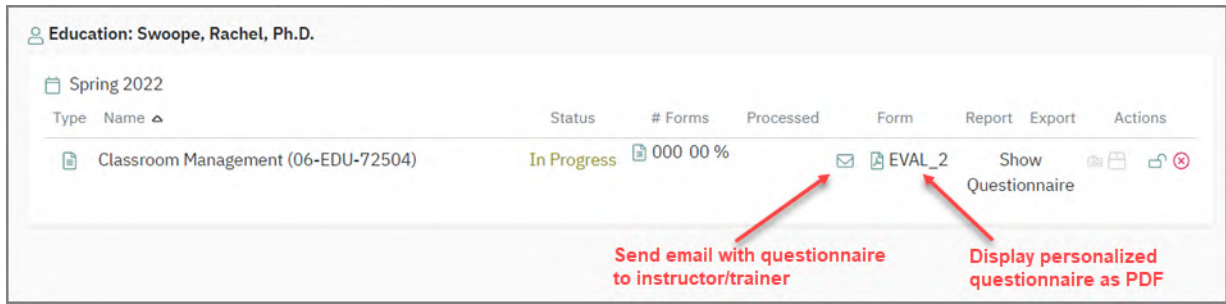 Education: Swoope, Rachel, Ph.D.
Spring 2022
Type Name Status # Forms Processed Form Report Export Actions
Classroom Management (06-EDU-72504) In Progress 000 00 % EVAL_2 Show
Questionnaire
Send email with questionnaire
to instructor/trainer
Display personalized
questionnaire as PDF